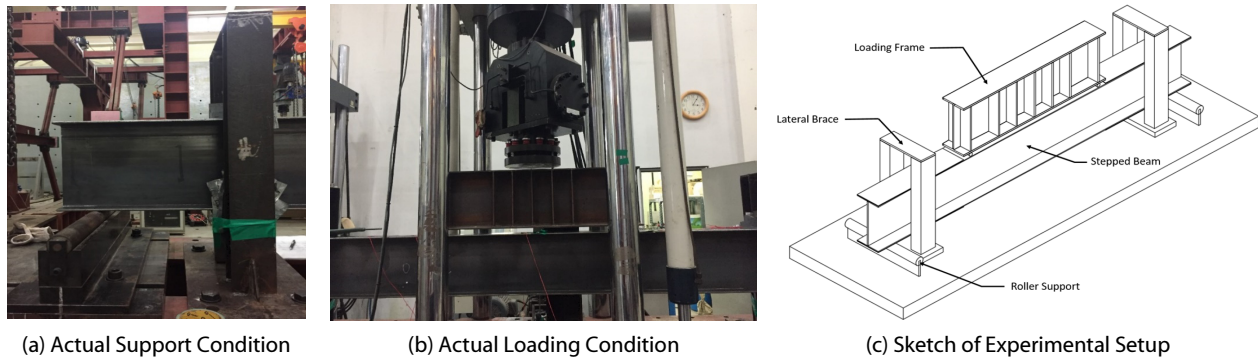 Loading Frame
Lateral Brace
Stepped Beam
Roller Support
(a) Actual Support Condition
(b) Actual Loading Condition
(c) Sketch of Experimental Setup